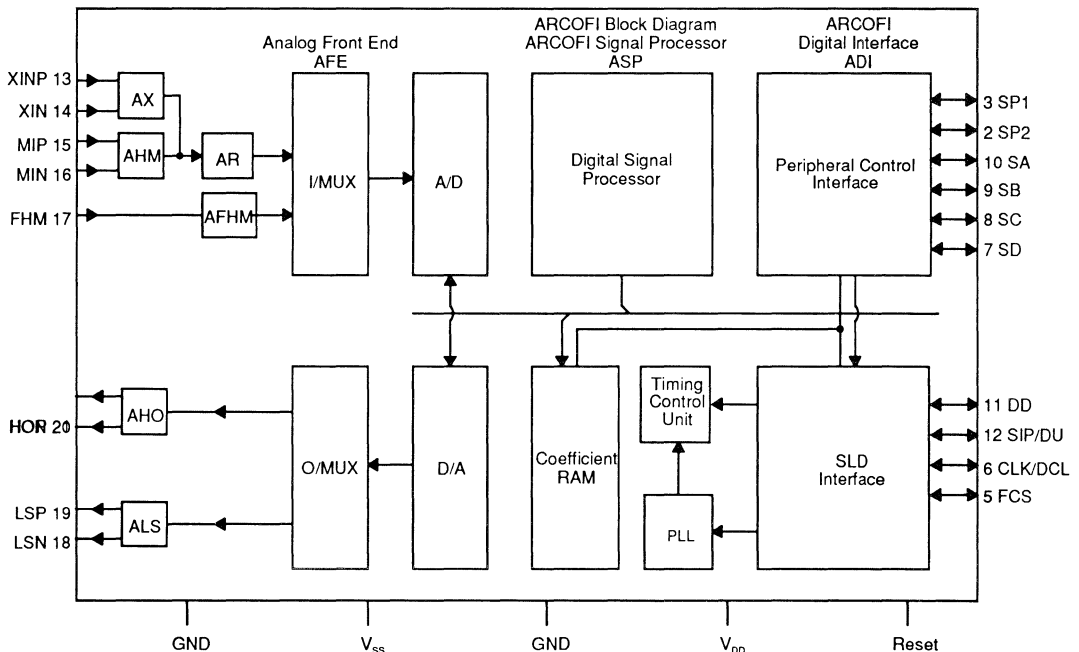 ARCOFI Block Diagram
Analog Front End
AFE
ARCOFI Signal Processor
ASP
ARCOFI
Digital Interface
ADI
XINP 13
XIN 14
MIP 15
MIN 16
FHM 17
AX
AHM
AR
AFHM
I/MUX
A/D
Digital Signal
Processor
Peripheral Control
Interface
3 SP1
2 SP2
10 SA
9 SB
8 SC
7 SD
LSP 19
LSN 18
AHO
ALS
O/MUX
D/A
Coefficient
RAM
Timing
Control
Unit
PLL
SLD
Interface
11 DD
12 SIP/DU
6 CLK/DCL
5 FCS
GND
VSS
GND
VDD
Reset